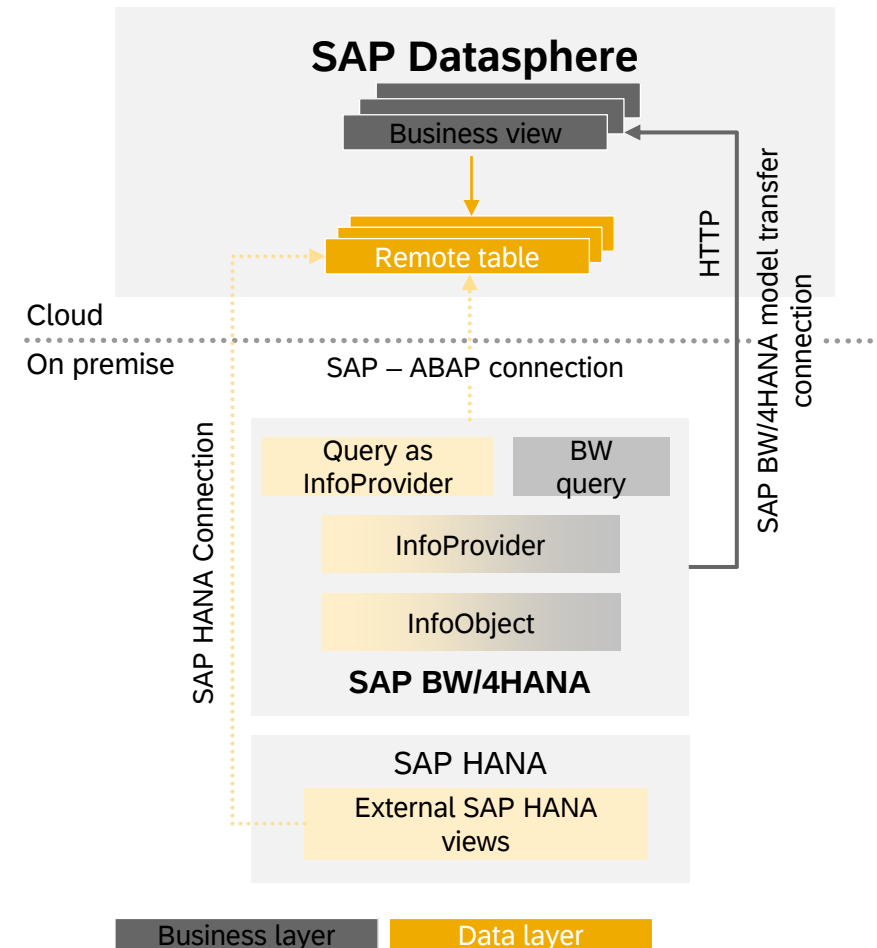 SAP Datasphere
Business view
Remote table
HTTP
SAP BW/4HANA model transfer
connection
Cloud
On premise
SAP – ABAP connection
SAP HANA Connection
Query as
InfoProvider
BW
query
InfoProvider
InfoObject
SAP BW/4HANA
SAP HANA
External SAP HANA
views
Business layer
Data layer